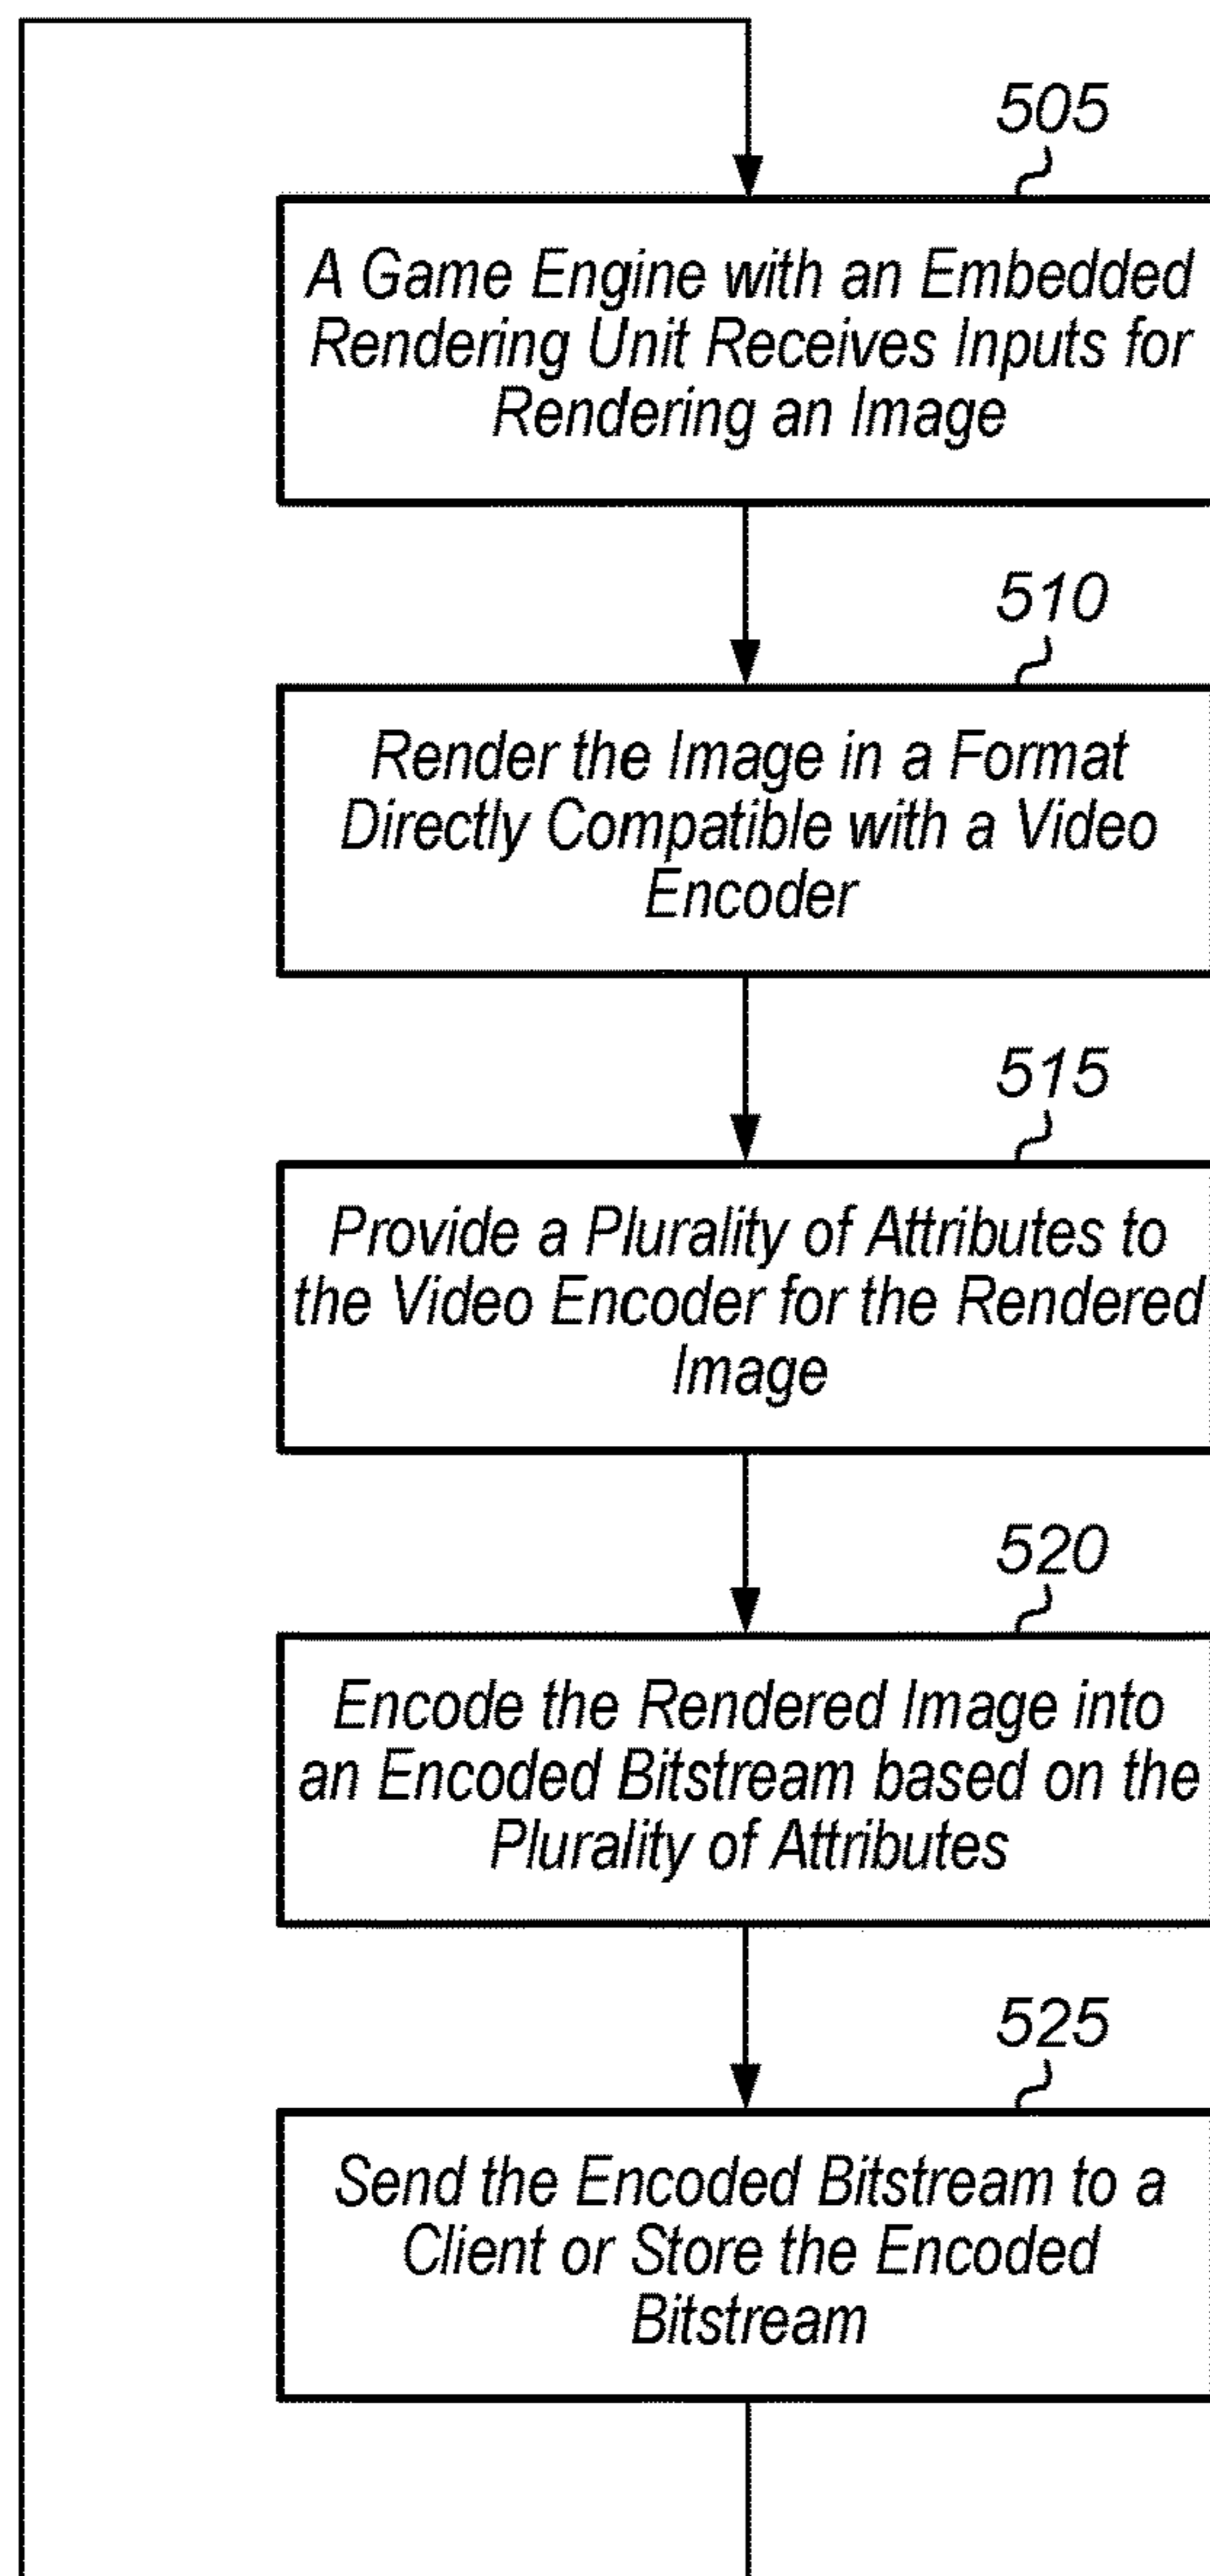 505
A Game Engine with an Embedded
Rendering Unit Receives Inputs for
Rendering an Image
510
Render the Image in a Format
Directly Compatible with a Video
Encoder
515
Provide a Plurality of Attributes to
the Video Encoder for the Rendered
Image
520
Encode the Rendered Image into
an Encoded Bitstream based on the
Plurality of Attributes
525
Send the Encoded Bitstream to a
Client or Store the Encoded
Bitstream